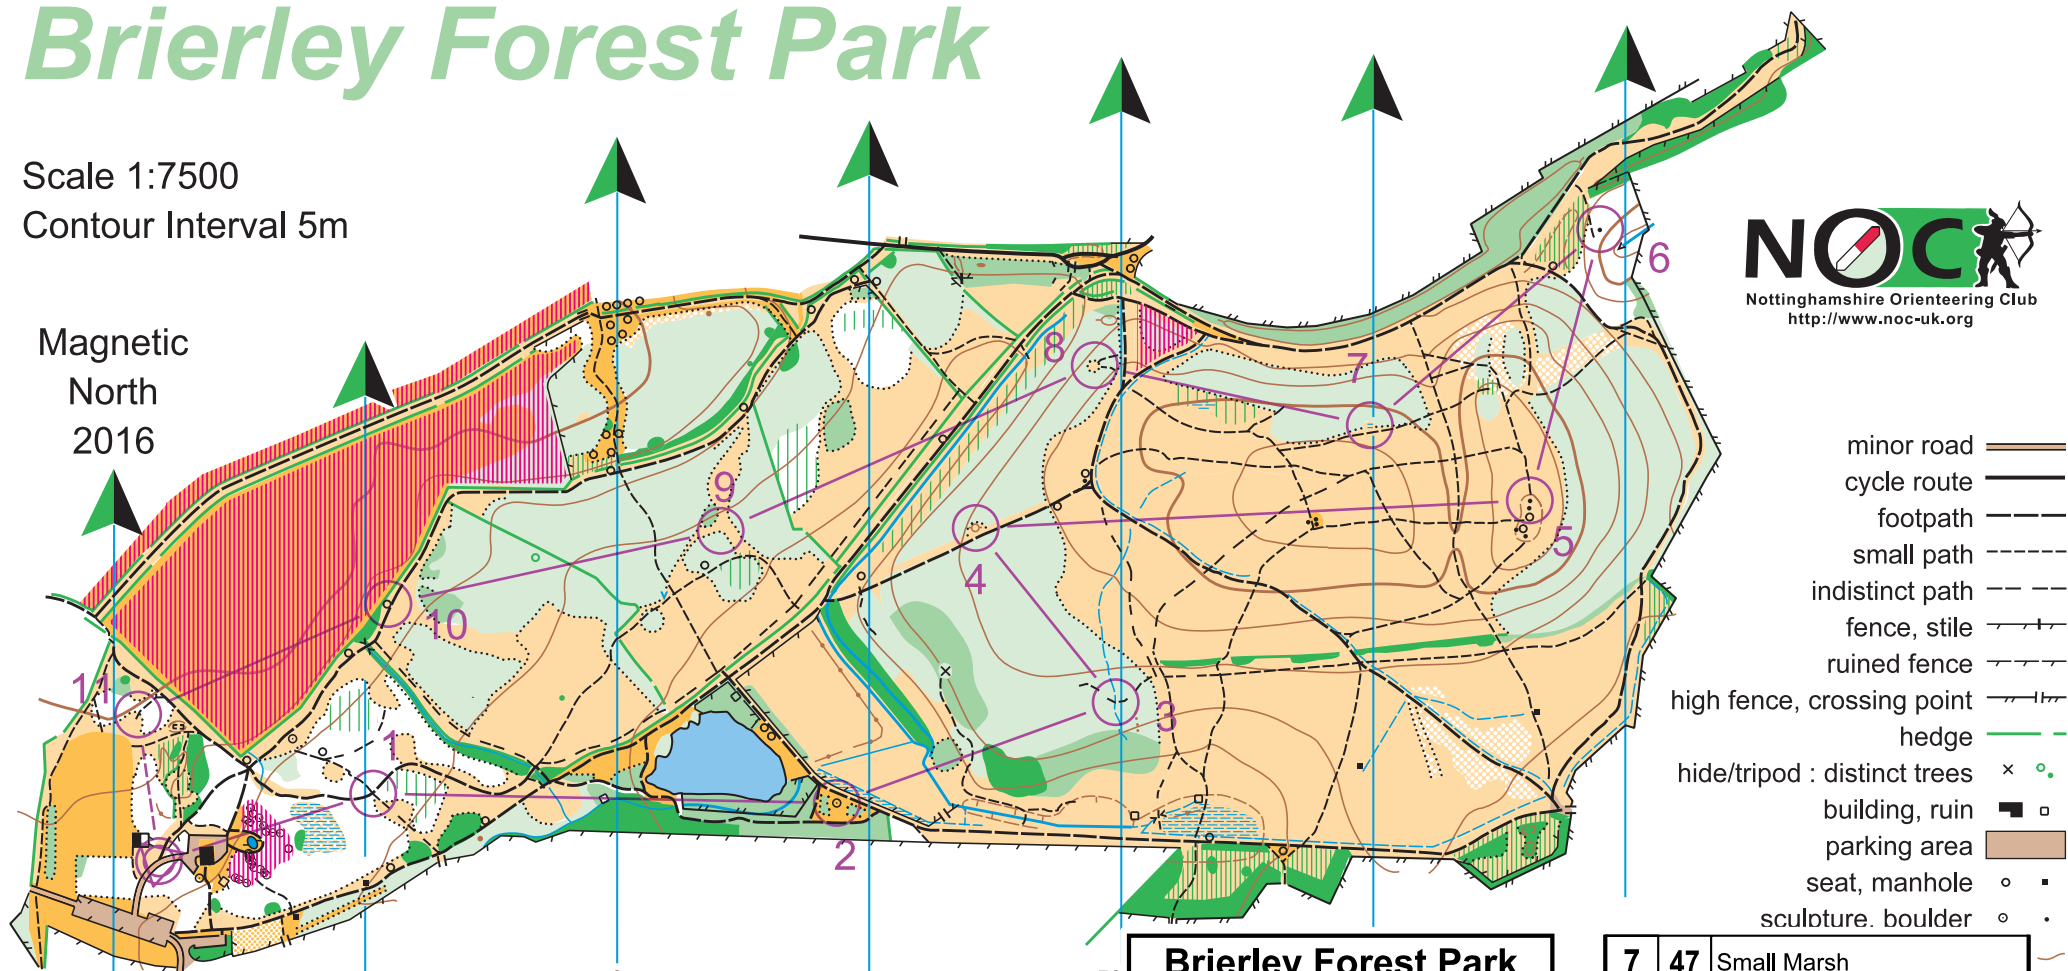 Brierley Forest Park
Scale 1:7500
Contour Interval 5m
Magnetic
North
2016
NOC
Nottinghamshire Orienteering Club
http://www.noc-uk.org
6
8
7
9
5
4
10
11
3
1
2
minor road
cycle route
footpath
small path
indistinct path
fence, stile
ruined fence
high fence, crossing point
hedge
hide/tripod : distinct trees
building, ruin
parking area
seat, manhole
sculpture, boulder
Brierley Forest Park
7 47 Small Marsh